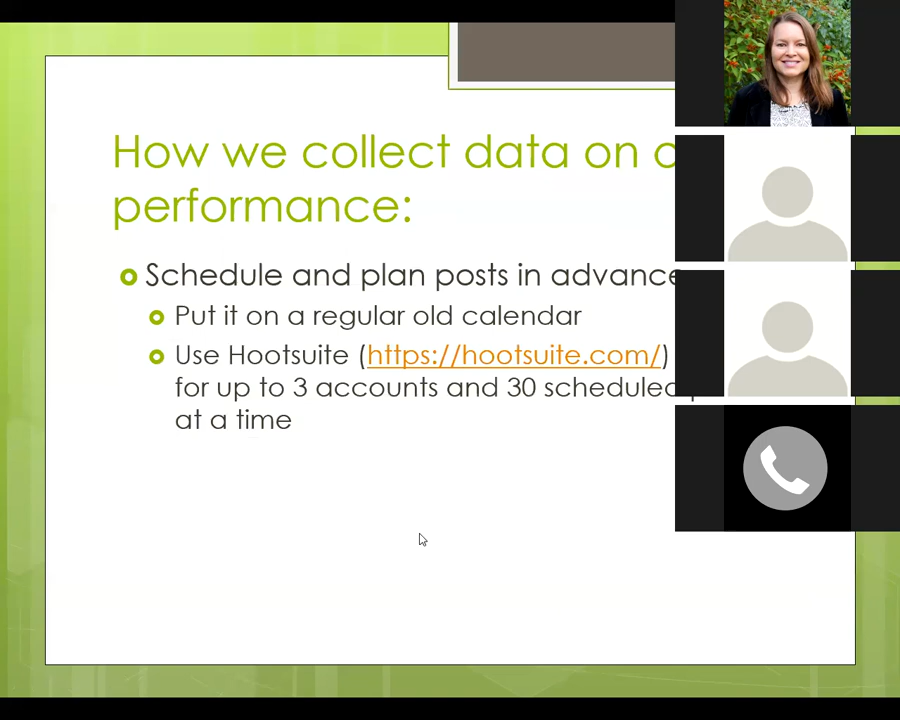 How we collect data on
performance:
Schedule and plan posts in advance
Put it on a regular old calendar
Use Hootsuite (https://hootsuite.com/)
for up to 3 accounts and 30 scheduled
at a time